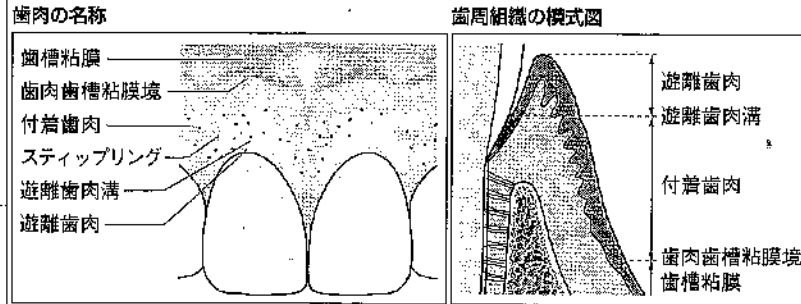 歯肉の名称
歯槽粘膜
歯肉歯槽粘膜境
付着歯肉
スティップリング
遊離歯肉溝
遊離歯肉
歯周組織の模式図
遊離歯肉
遊離歯肉溝
付着歯肉
歯肉歯槽粘膜境
歯槽粘膜